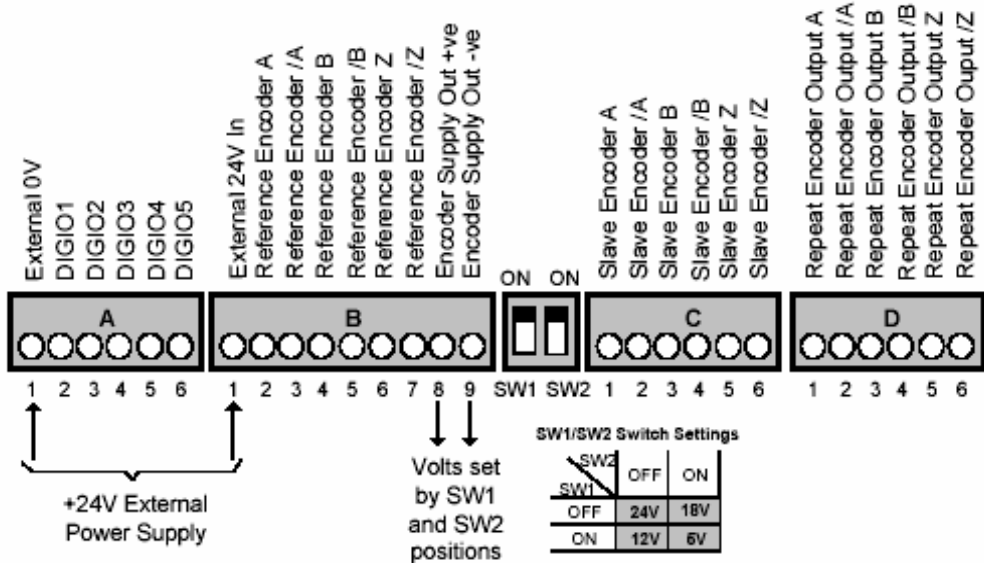 External 0V
DIGIO1
DIGIO2
DIGIO3
DIGIO4
DIGIO5
External 24V In
Reference Encoder A
Reference Encoder /A
Reference Encoder B
Reference Encoder /B
Reference Encoder Z
Reference Encoder /Z
Encoder Supply Out +ve
Encoder Supply Out -ve
Slave Encoder A
Slave Encoder /A
Slave Encoder B
Slave Encoder /B
Slave Encoder Z
Slave Encoder /Z
Repeat Encoder Output A
Repeat Encoder Output /A
Repeat Encoder Output B
Repeat Encoder Output /B
Repeat Encoder Output Z
Repeat Encoder Ouput /Z
ON ON
A B C D
1 2 3 4 5 6
1 2 3 4 5 6 7 8 9
SW1 SW2
1 2 3 4 5 6
1 2 3 4 5 6
+24V External
Power Supply
Volts set
by SW1
and SW2
positions
SW1/SW2 Switch Settings
SW2
SW1
OFF ON
OFF 24V 18V
ON 12V 5V